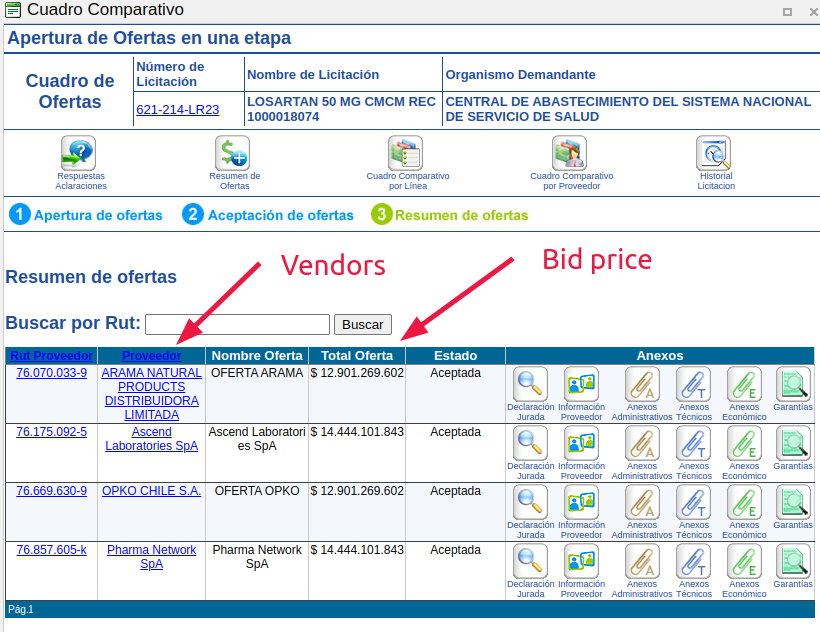 Cuadro Comparativo
Apertura de Ofertas en una etapa
Cuadro de
Ofertas
Número de
Licitación
Nombre de Licitación
Organismo Demandante
621-214-LR23
LOSARTAN 50 MG CMCM REC
1000018074
CENTRAL DE ABASTECIMIENTO DEL SISTEMA NACIONAL
DE SERVICIO DE SALUD
Respuestas
Aclaraciones
Resumen de
Ofertas
Cuadro Comparativo
por Línea
Cuadro Comparativo
por Proveedor
Historial
Licitacion
1 Apertura de ofertas
2 Aceptación de ofertas
3 Resumen de ofertas
Vendors
Bid price
Resumen de ofertas
Buscar por Rut:
Buscar
Rut Proveedor Proveedor Nombre Oferta Total Oferta Estado Anexos
76.070.033-9
ARAMA NATURAL
PRODUCTS
DISTRIBUIDORA
LIMITADA
OFERTA ARAMA
$ 12.901.269.602
Aceptada
Declaración
Jurada
Información
Proveedor
A
Anexos
Administrativos
T
Anexos
Técnicos
E
Anexos
Económico
Garantías
76.175.092-5
Ascend
Laboratories SpA
Ascend Laboratori
es SpA
$ 14.444.101.843
Aceptada
Declaración
Jurada
Información
Proveedor
A
Anexos
Administrativos
T
Anexos
Técnicos
E
Anexos
Económico
Garantías
76.669.630-9
OPKO CHILE S.A.
OFERTA OPKO
$ 12.901.269.602
Aceptada
Declaración
Jurada
Información
Proveedor
A
Anexos
Administrativos
T
Anexos
Técnicos
E
Anexos
Económico
Garantías
76.857.605-k
Pharma Network
SpA
Pharma Network
SpA
$ 14.444.101.843
Aceptada
Declaración
Jurada
Información
Proveedor
A
Anexos
Administrativos
T
Anexos
Técnicos
E
Anexos
Económico
Garantías
Pág.1